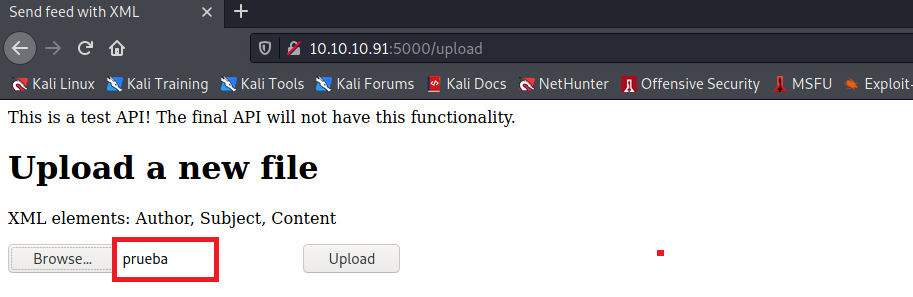 Send feed with XML
10.10.10.91:5000/upload
Kali Linux Kali Training Kali Tools Kali Forums Kali Docs NetHunter Offensive Security MSFU Exploit-
This is a test API! The final API will not have this functionality.
Upload a new file
XML elements: Author, Subject, Content
Browse... prueba Upload